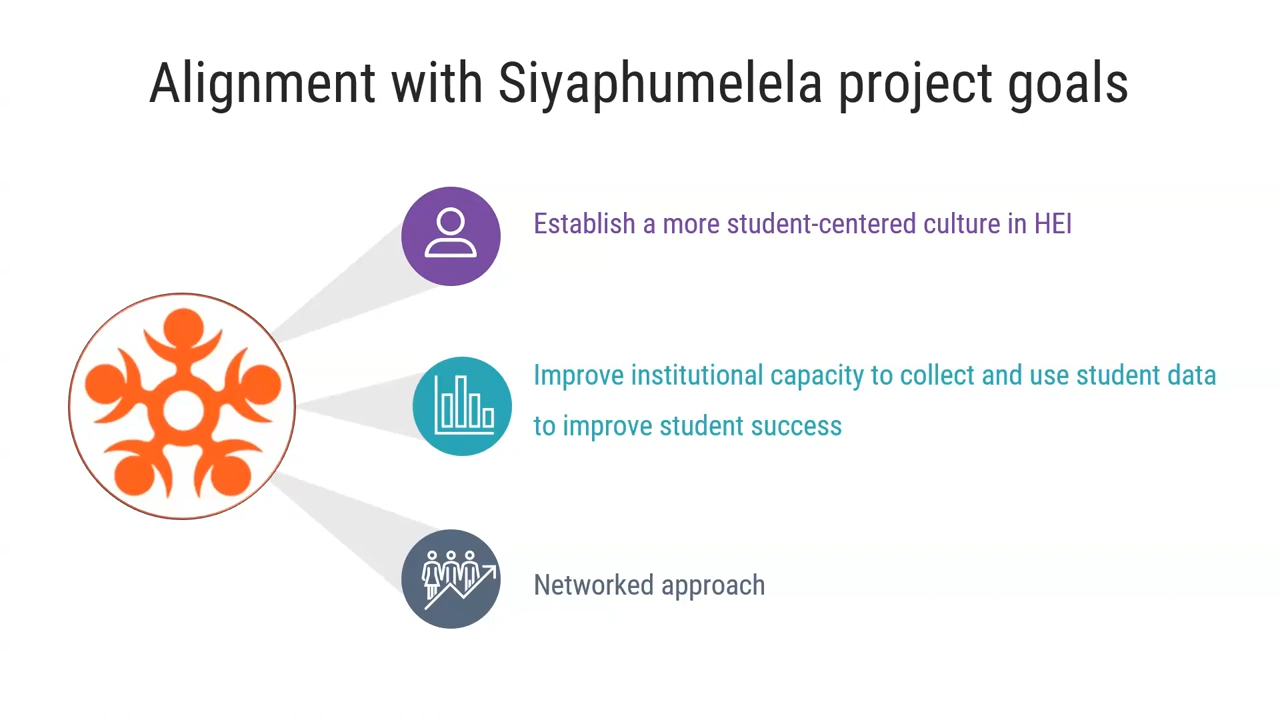 Alignment with Siyaphumelela project goals
Establish a more student-centered culture in HEI
Improve institutional capacity to collect and use student data
to improve student success
Networked approach